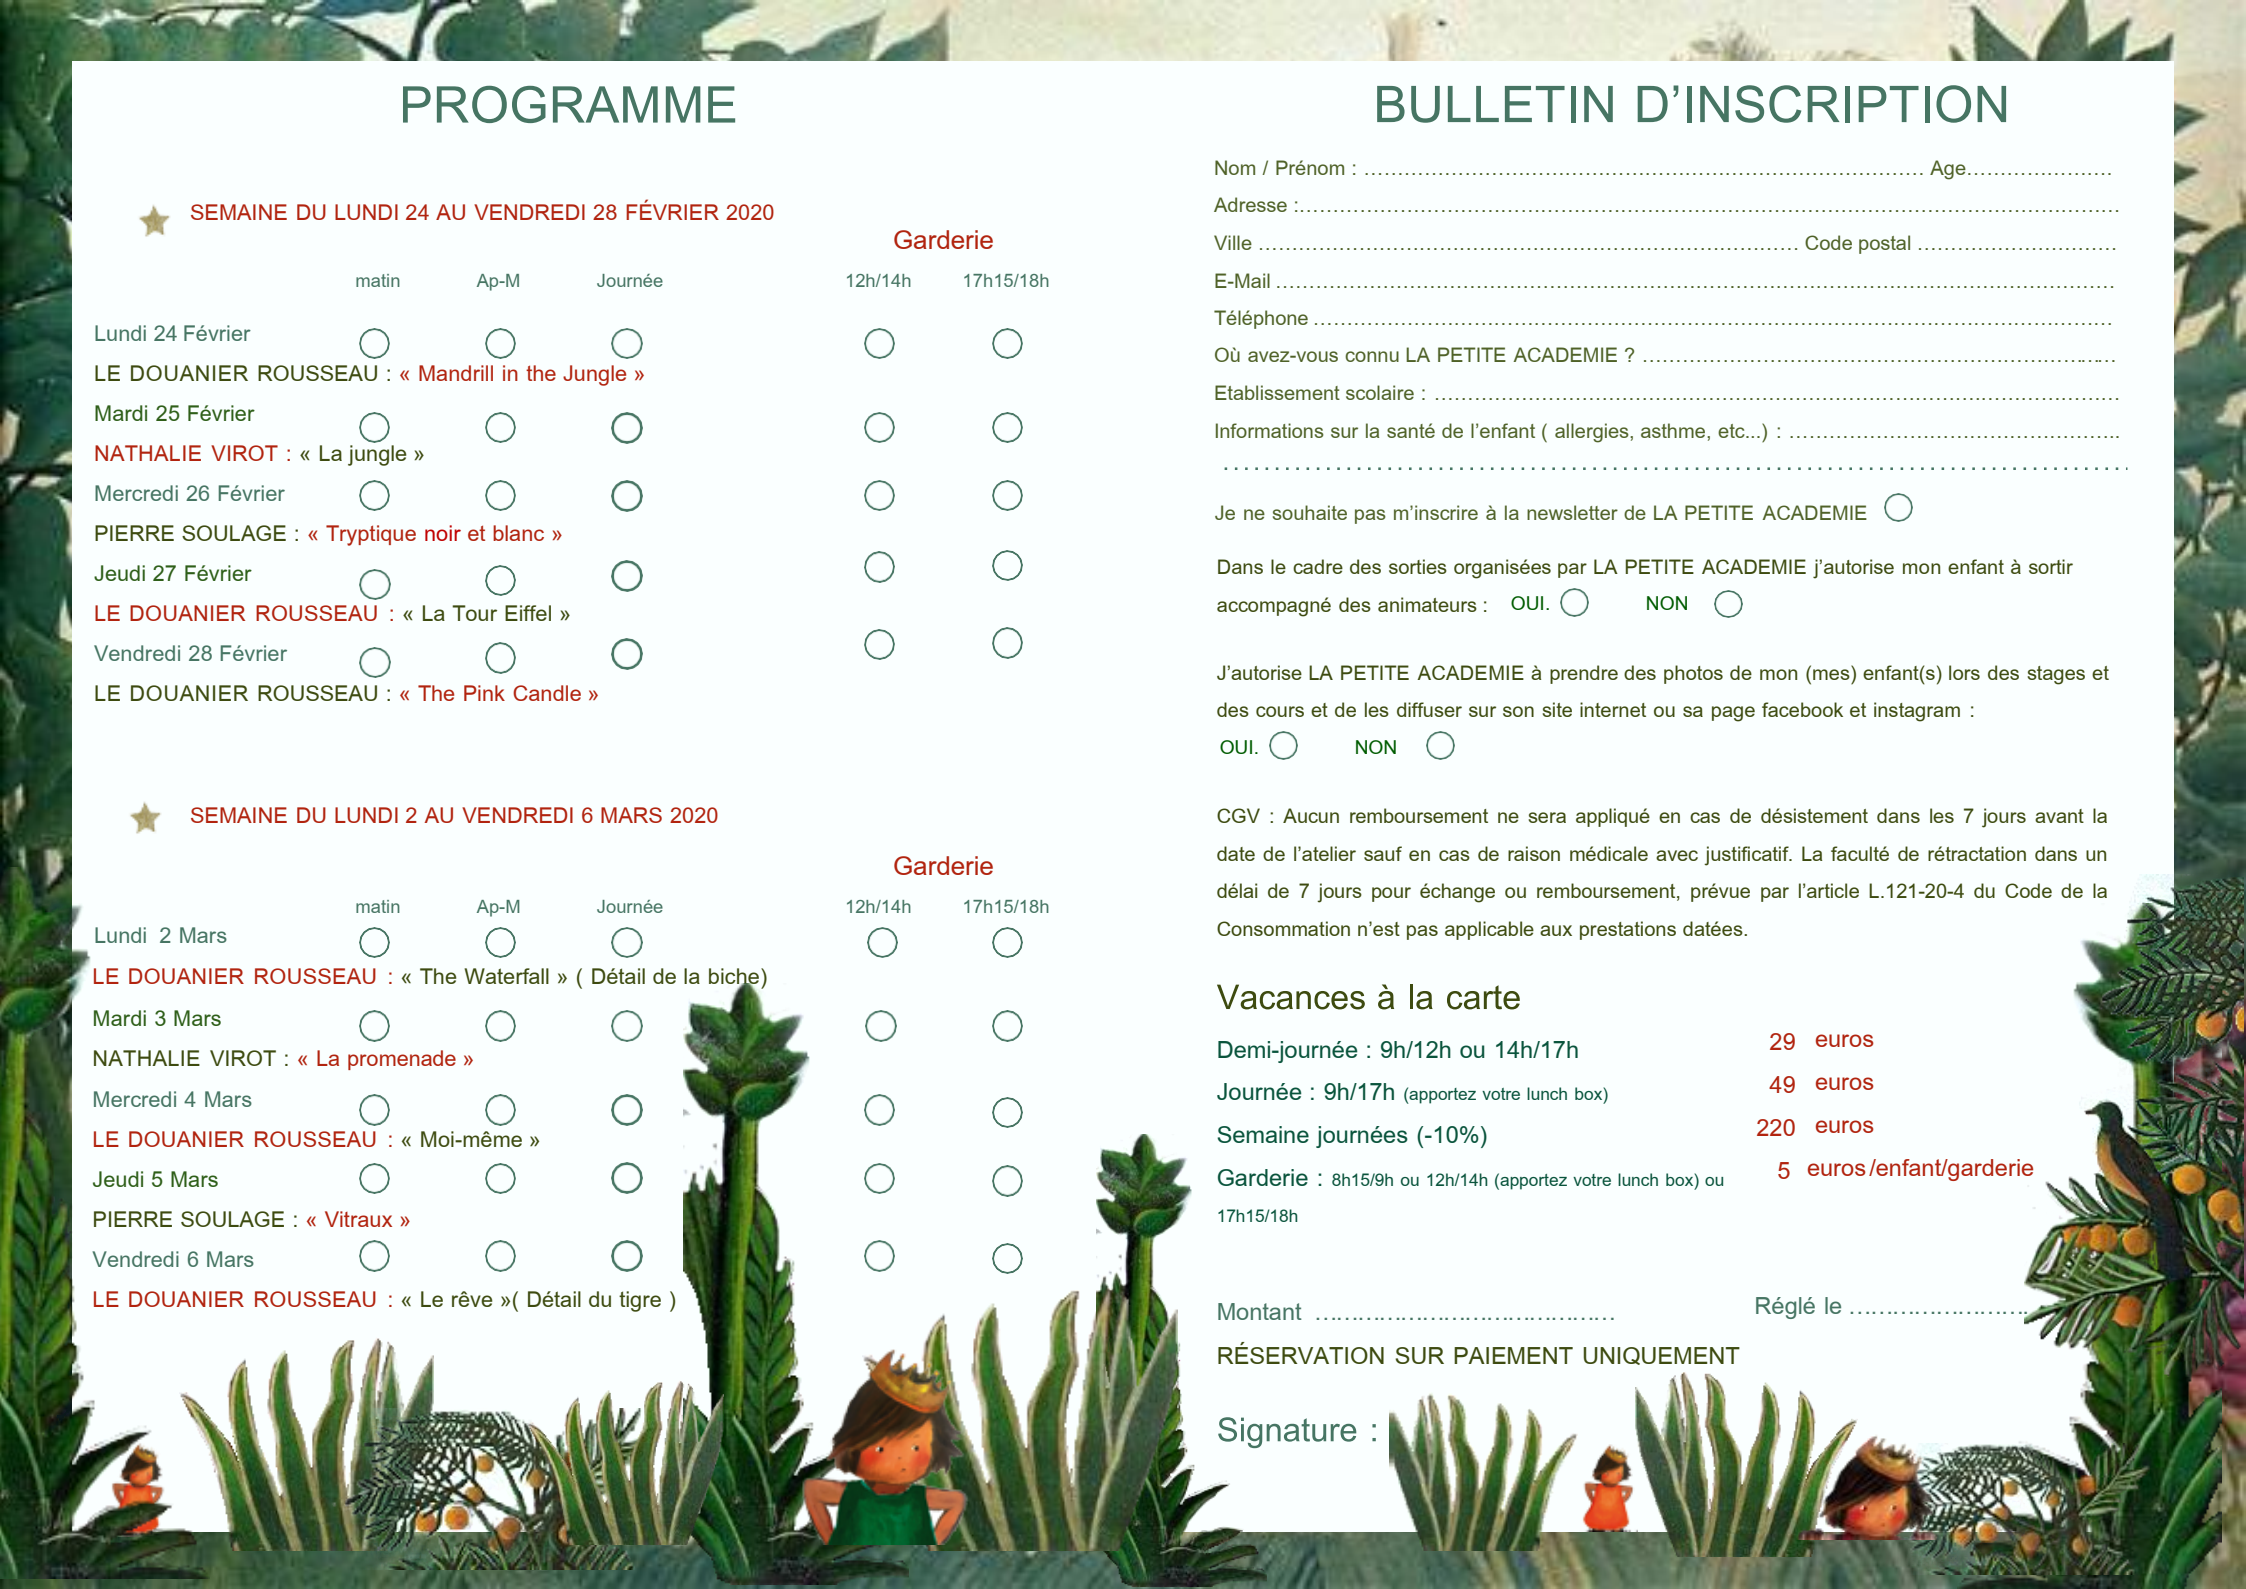 PROGRAMME
SEMAINE DU LUNDI 24 AU VENDREDI 28 FÉVRIER 2020
Garderie
matin Ap-M Journée 12h/14h 17h15/18h
Lundi 24 Février
LE DOUANIER ROUSSEAU : « Mandrill in the Jungle »
Mardi 25 Février
NATHALIE VIROT : « La jungle »
Mercredi 26 Février
PIERRE SOULAGE : « Tryptique noir et blanc »
Jeudi 27 Février
LE DOUANIER ROUSSEAU : « La Tour Eiffel »
Vendredi 28 Février
LE DOUANIER ROUSSEAU : « The Pink Candle »
SEMAINE DU LUNDI 2 AU VENDREDI 6 MARS 2020
Garderie
matin Ap-M Journée 12h/14h 17h15/18h
Lundi 2 Mars
LE DOUANIER ROUSSEAU : « The Waterfall » ( Détail de la biche)
Mardi 3 Mars
NATHALIE VIROT : « La promenade »
Mercredi 4 Mars
LE DOUANIER ROUSSEAU : « Moi-même »
Jeudi 5 Mars
PIERRE SOULAGE : « Vitraux »
Vendredi 6 Mars
LE DOUANIER ROUSSEAU : « Le rêve »( Détail du tigre )
BULLETIN D’INSCRIPTION
Nom / Prénom : ……………………………………………………………………… Age………………….
Adresse :……………………………………………………………………………………………………………
Ville ……………………………………………………………………… Code postal …………………………
E-Mail ………………………………………………………………………………………………………………
Téléphone …………………………………………………………………………………………………………
Où avez-vous connu LA PETITE ACADEMIE ? ………………………………………………………………
Etablissement scolaire : …………………………………………………………………………………………
Informations sur la santé de l’enfant ( allergies, asthme, etc...) : …………………………………………..
……………………………………………………………………………………………………………
Je ne souhaite pas m’inscrire à la newsletter de LA PETITE ACADEMIE
Dans le cadre des sorties organisées par LA PETITE ACADEMIE j’autorise mon enfant à sortir
accompagné des animateurs : OUI. NON
J’autorise LA PETITE ACADEMIE à prendre des photos de mon (mes) enfant(s) lors des stages et
des cours et de les diffuser sur son site internet ou sa page facebook et instagram :
OUI. NON
CGV : Aucun remboursement ne sera appliqué en cas de désistement dans les 7 jours avant la
date de l’atelier sauf en cas de raison médicale avec justificatif. La faculté de rétractation dans un
délai de 7 jours pour échange ou remboursement, prévue par l’article L.121-20-4 du Code de la
Consommation n’est pas applicable aux prestations datées.
Vacances à la carte
Demi-journée : 9h/12h ou 14h/17h 29 euros
Journée : 9h/17h (apportez votre lunch box) 49 euros
Semaine journées (-10%) 220 euros
Garderie : 8h15/9h ou 12h/14h (apportez votre lunch box) ou 5 euros/enfant/garderie
17h15/18h
Montant …………………………………… Réglé le ……………………
RÉSERVATION SUR PAIEMENT UNIQUEMENT
Signature :